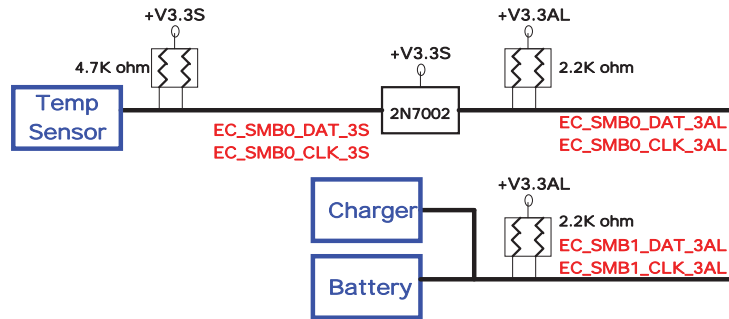 +V3.3S
+V3.3AL
+V3.3S
4.7K ohm
2.2K ohm
Temp
Sensor
2N7002
EC_SMB0_DAT_3S
EC_SMB0_CLK_3S
EC_SMB0_DAT_3AL
EC_SMB0_CLK_3AL
+V3.3AL
Charger
2.2K ohm
EC_SMB1_DAT_3AL
EC_SMB1_CLK_3AL
Battery